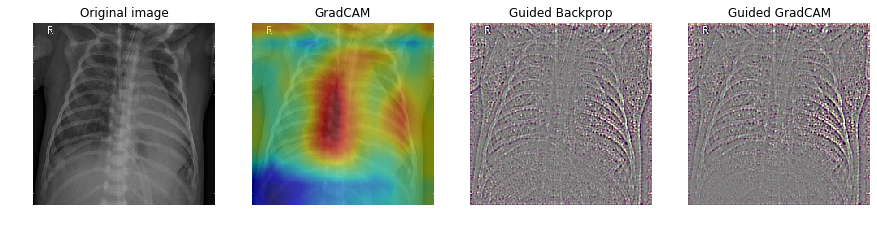 Original image
GradCAM
Guided Backprop
Guided GradCAM
R
R
R
R